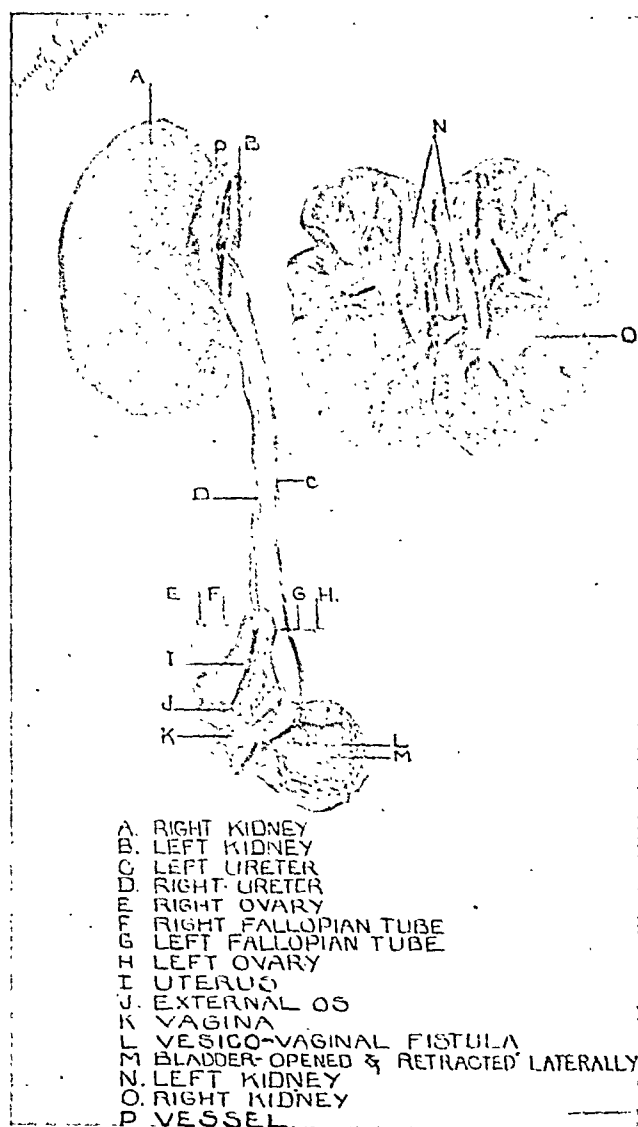 A
P B
N
O
C
D
E F G H.
I
J
K
L
M
A. RIGHT KIDNEY
B. LEFT KIDNEY
C LEFT URETER
D. RIGHT URETER
E RIGHT OVARY
F RIGHT FALLOPIAN TUBE
G LEFT FALLOPIAN TUBE
H LEFT OVARY
I UTERUS
J. EXTERNAL OS
K VAGINA
L VESICO-VAGINAL FISTULA
M BLADDER-OPENED & RETRACTED LATERALLY
N. LEFT KIDNEY
O. RIGHT KIDNEY
P VESSEL